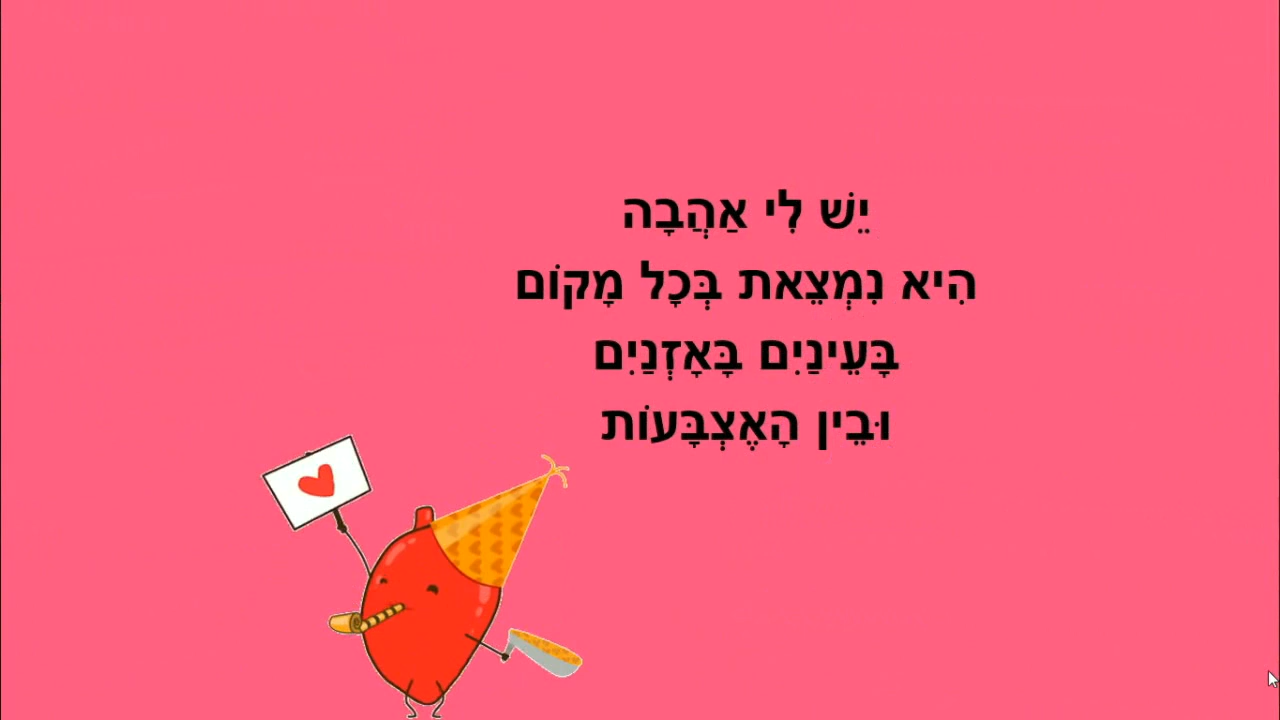 יֵשׁ לִי אַהֲבָה
הִיא נִמְצֵאת בְּכָל מָקוֹם
בָּעֵינַיִם בָּאָזְנַיִם
וּבֵין הָאֶצְבָּעוֹת